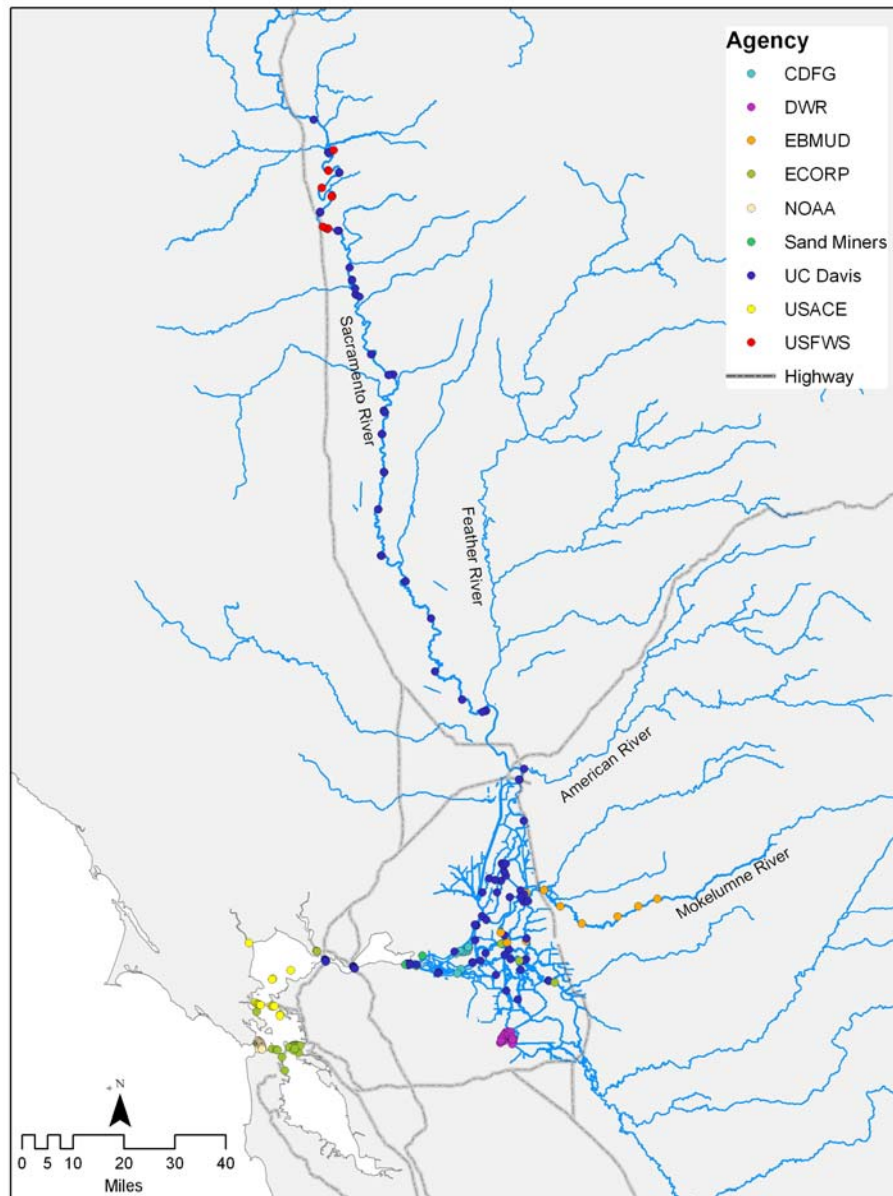 Agency
CDFG
DWR
EBMUD
ECORP
NOAA
Sand Miners
UC Davis
USACE
USFWS
Highway
Sacramento River
Feather River
American River
Mokelumne River
N
0 5 10 20 30 40
Miles